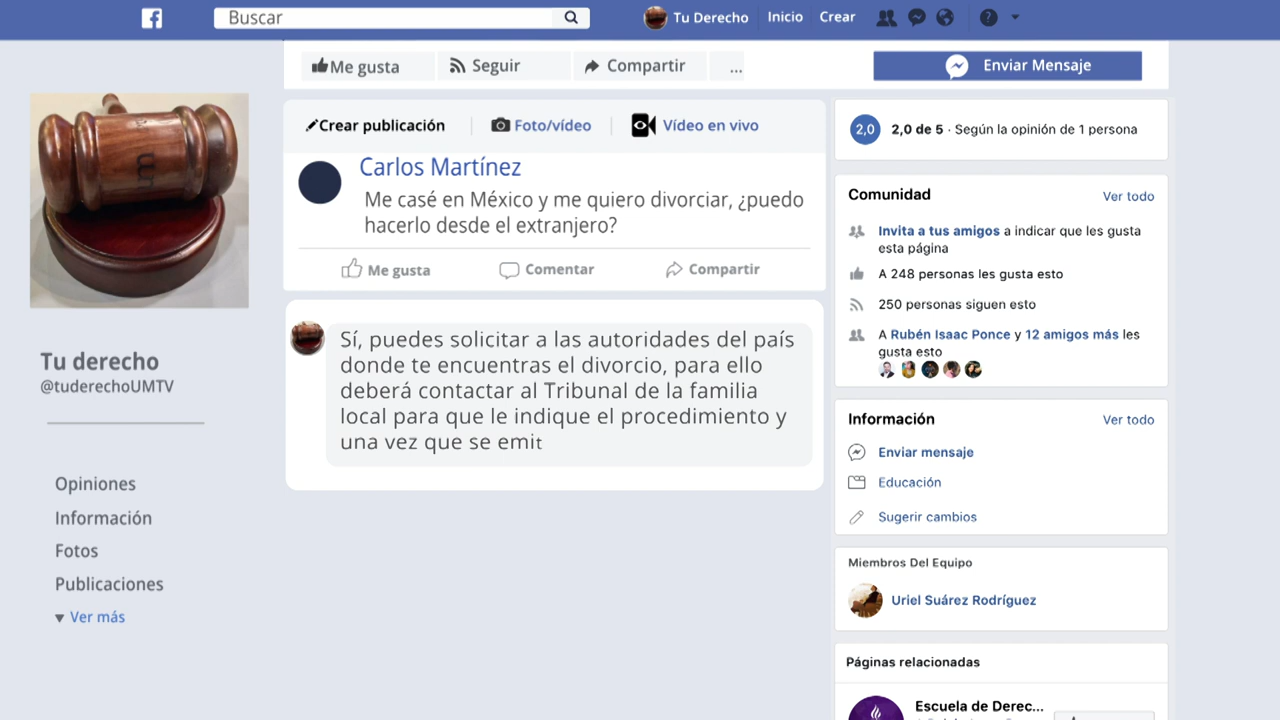 Buscar
Tu Derecho
Inicio
Crear
Me gusta
Seguir
Compartir
...
Enviar Mensaje
Crear publicación
Foto/vídeo
Vídeo en vivo
Carlos Martínez
Me casé en México y me quiero divorciar, ¿puedo
hacerlo desde el extranjero?
Me gusta
Comentar
Compartir
Sí, puedes solicitar a las autoridades del país
donde te encuentras el divorcio, para ello
deberá contactar al Tribunal de la familia
local para que le indique el procedimiento y
una vez que se emit
Tu derecho
@tuderechoUMTV
Opiniones
Información
Fotos
Publicaciones
Ver más
2,0
2,0 de 5 · Según la opinión de 1 persona
Comunidad
Ver todo
Invita a tus amigos a indicar que les gusta
esta página
A 248 personas les gusta esto
250 personas siguen esto
A Rubén Isaac Ponce y 12 amigos más les
gusta esto
Información
Ver todo
Enviar mensaje
Educación
Sugerir cambios
Miembros Del Equipo
Uriel Suárez Rodríguez
Páginas relacionadas
Escuela de Derec...